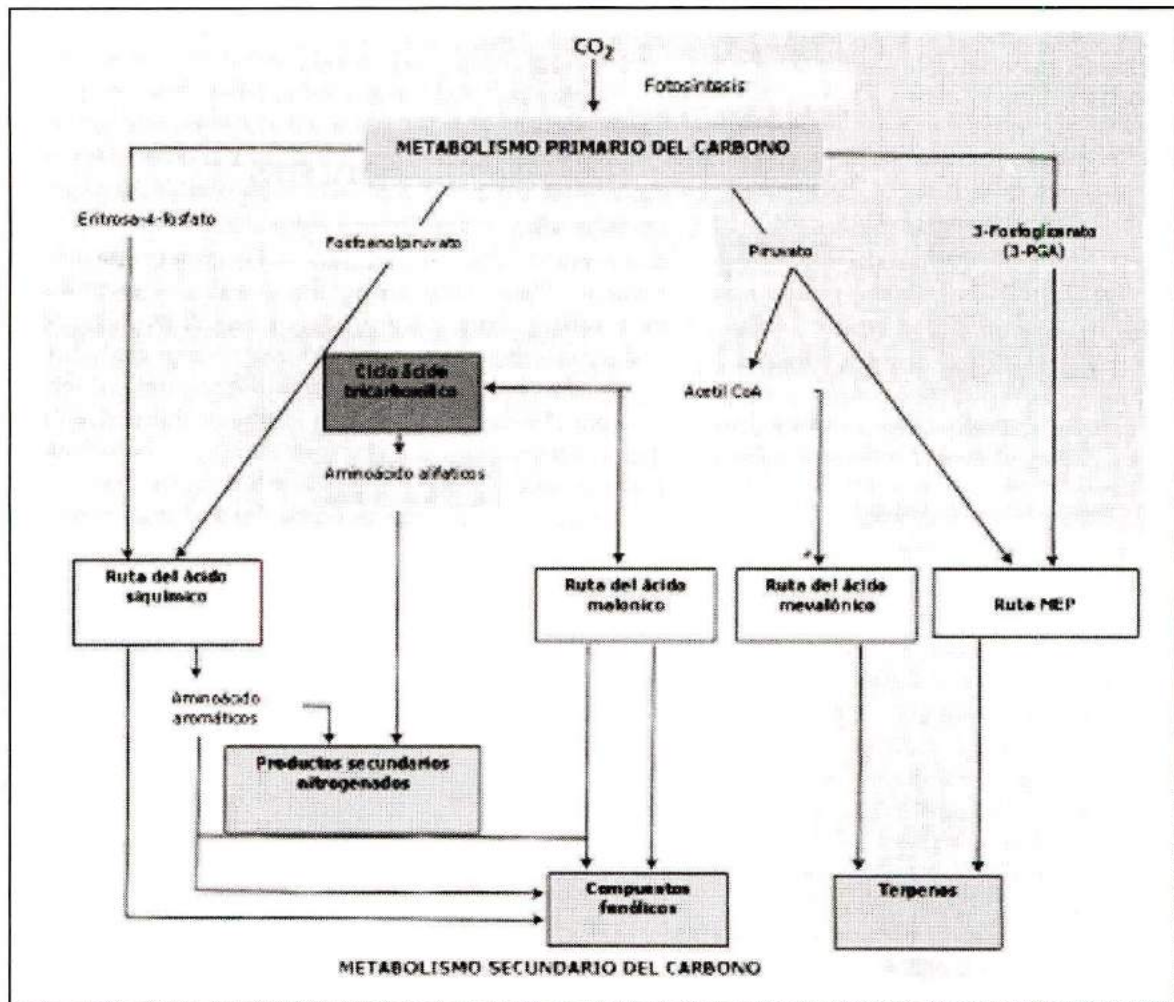 CO2
Fotosíntesis
METABOLISMO PRIMARIO DEL CARBONO
Eritrosa-4-fosfato
Fosfoenolpiruvato
Piruvato
3-Fosfoglicerato
(3-PGA)
Ciclo ácido
tricarboxílico
Acetil CoA
Aminoácido alifaticos
Ruta del ácido
siquímico
Ruta del ácido
malonico
Ruta del ácido
mevalónico
Ruta MEP
Aminoácido
aromáticos
Productos secundarios
nitrogenados
Compuestos
fenólicos
Terpenos
METABOLISMO SECUNDARIO DEL CARBONO